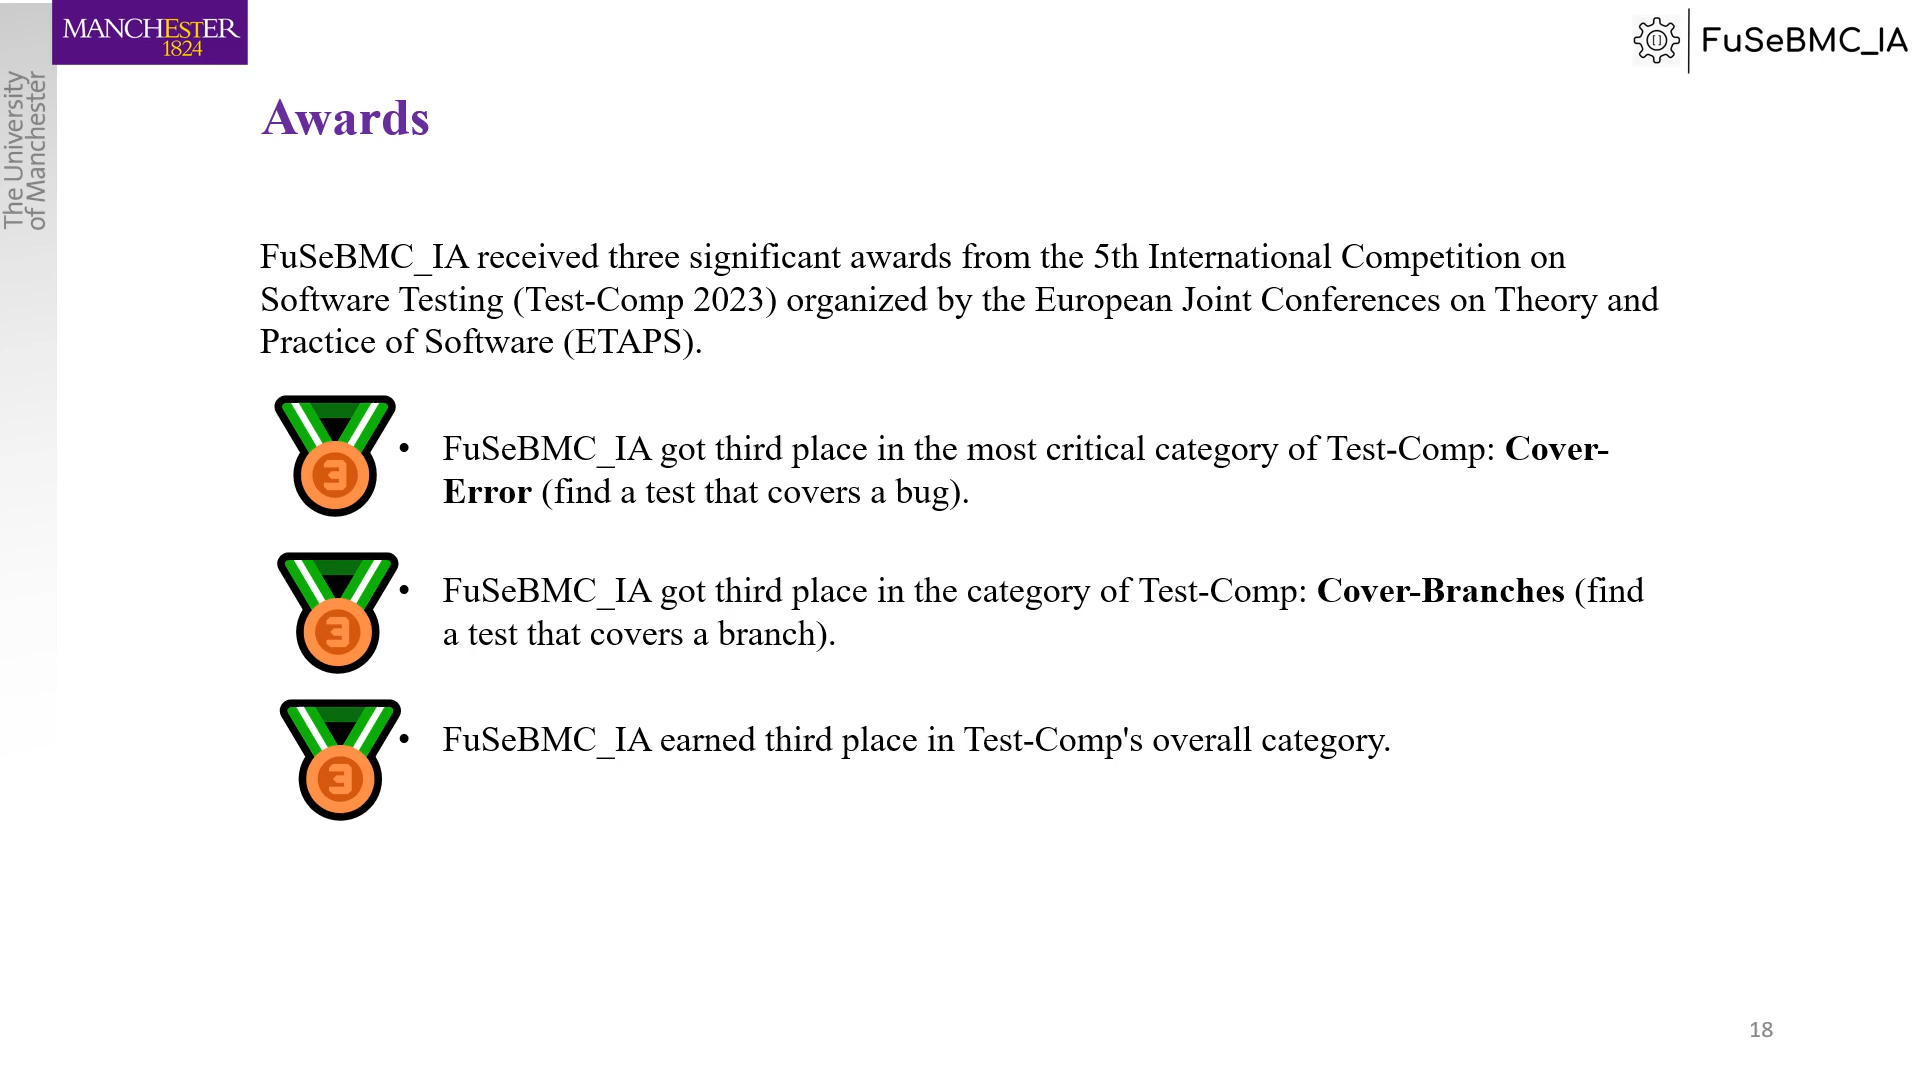 MANCHESTER
1824
The University
of Manchester
FuSeBMC_IA
Awards
FuSeBMC_IA received three significant awards from the 5th International Competition on
Software Testing (Test-Comp 2023) organized by the European Joint Conferences on Theory and
Practice of Software (ETAPS).
3
• FuSeBMC_IA got third place in the most critical category of Test-Comp: Cover-
Error (find a test that covers a bug).
3
• FuSeBMC_IA got third place in the category of Test-Comp: Cover-Branches (find
a test that covers a branch).
3
• FuSeBMC_IA earned third place in Test-Comp's overall category.
18